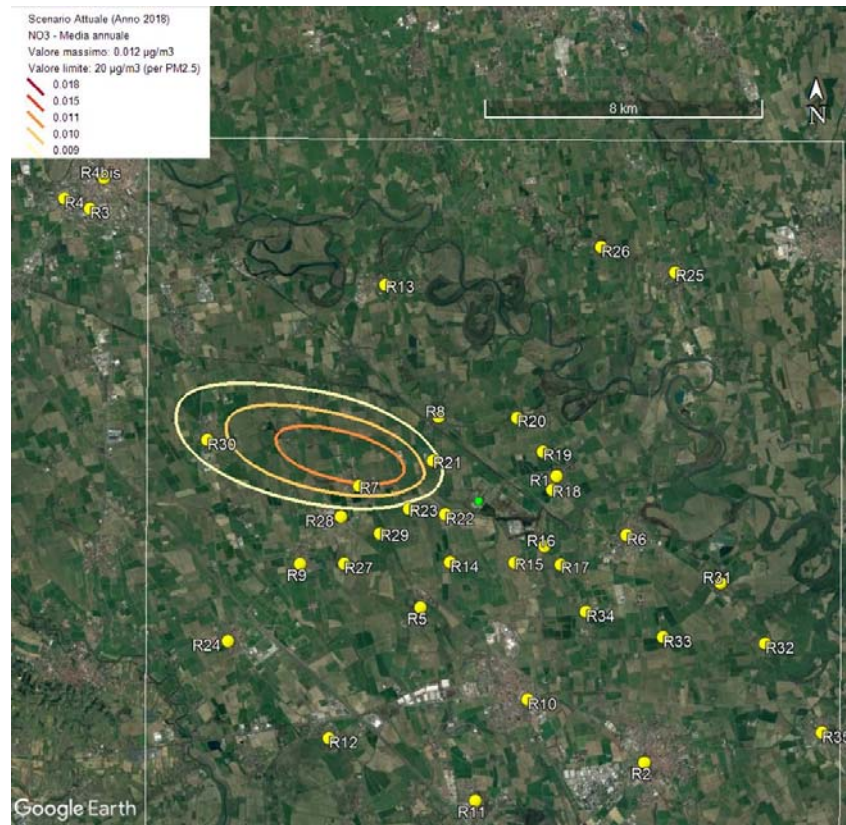 Scenario Attuale (Anno 2018)
NO3 - Media annuale
Valore massimo: 0.012 µg/m3
Valore limite: 20 µg/m3 (per PM2.5)
0.018
0.015
0.011
0.010
0.009
8 km
N
R4bis
R4
R3
R26
R25
R13
R8
R20
R30
R19
R21
R1
R7
R18
R23
R22
R28
R29
R16
R6
R9
R27
R14
R15
R17
R31
R5
R34
R24
R33
R32
R10
R12
R35
R2
R11
Google Earth